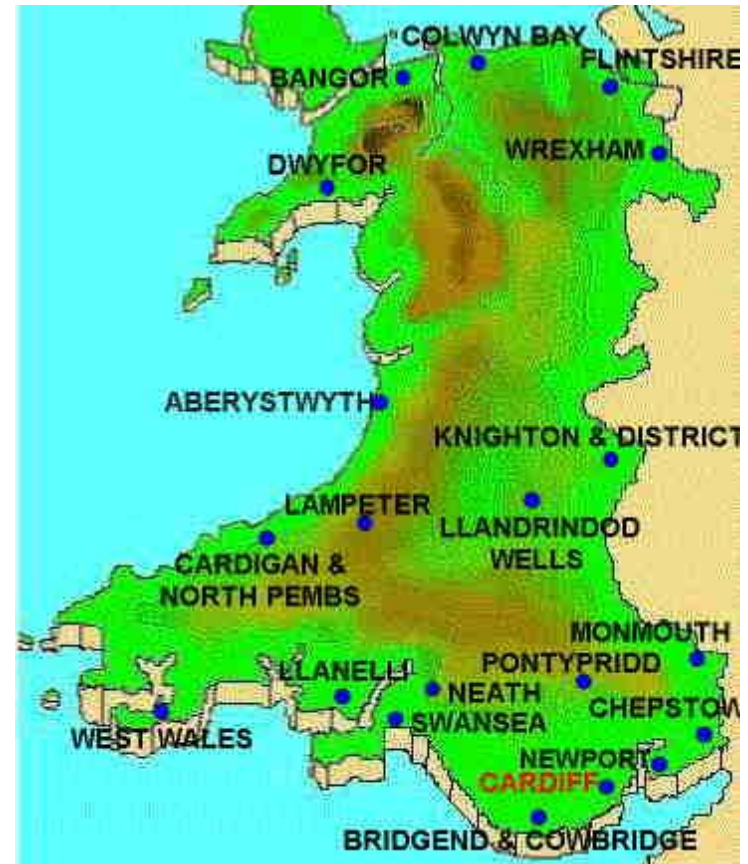 COLWYN BAY
FLINTSHIRE
BANGOR
WREXHAM
DWYFOR
ABERYSTWYTH
KNIGHTON & DISTRICT
LAMPETER
LLANDRINDOD
WELLS
CARDIGAN &
NORTH PEMBS
MONMOUTH
PONTYPRIDD
LLANELLI
NEATH
CHEPSTOW
SWANSEA
WEST WALES
NEWPORT
CARDIFF
BRIDGEND & COWBRIDGE